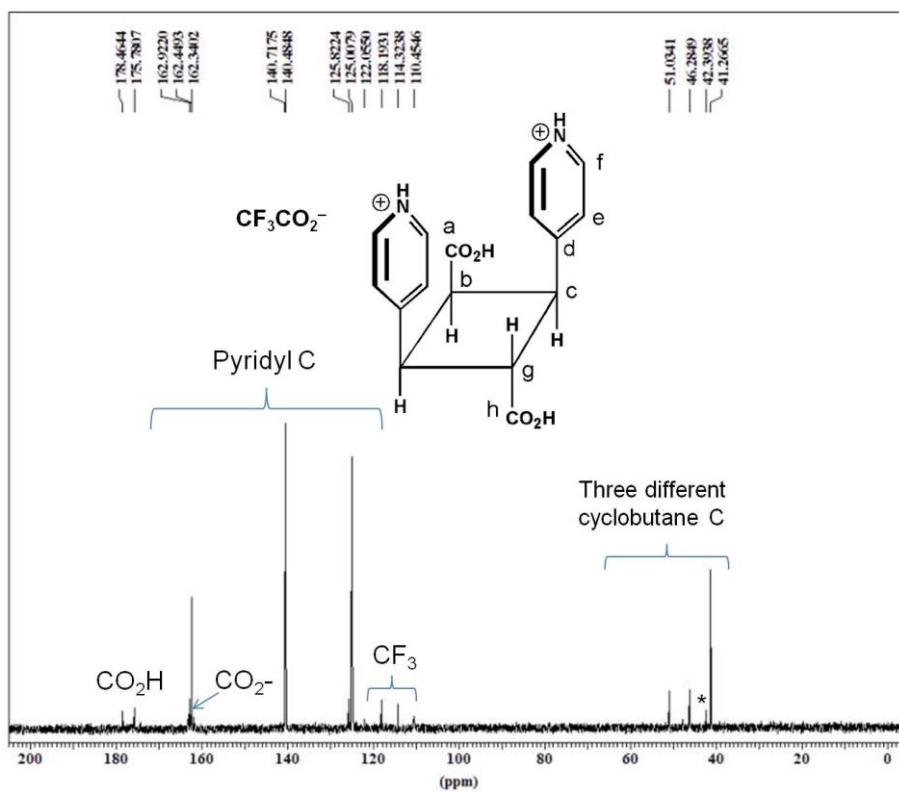 178.4644
175.7807
162.9220
162.4493
162.3402
140.7175
140.4848
125.8224
125.0079
122.0550
118.1931
114.3238
110.4546
51.0341
46.2849
42.3938
41.2665
H
⊕ N
f
e
d
H
⊕ N
CF₃CO₂⁻
a
CO₂H
b
c
H
H
H
g
H
h
CO₂H
Pyridyl C
Three different
cyclobutane C
CO₂H
CO₂-
CF₃
*
200 180 160 140 120 100 80 60 40 20 0
(ppm)